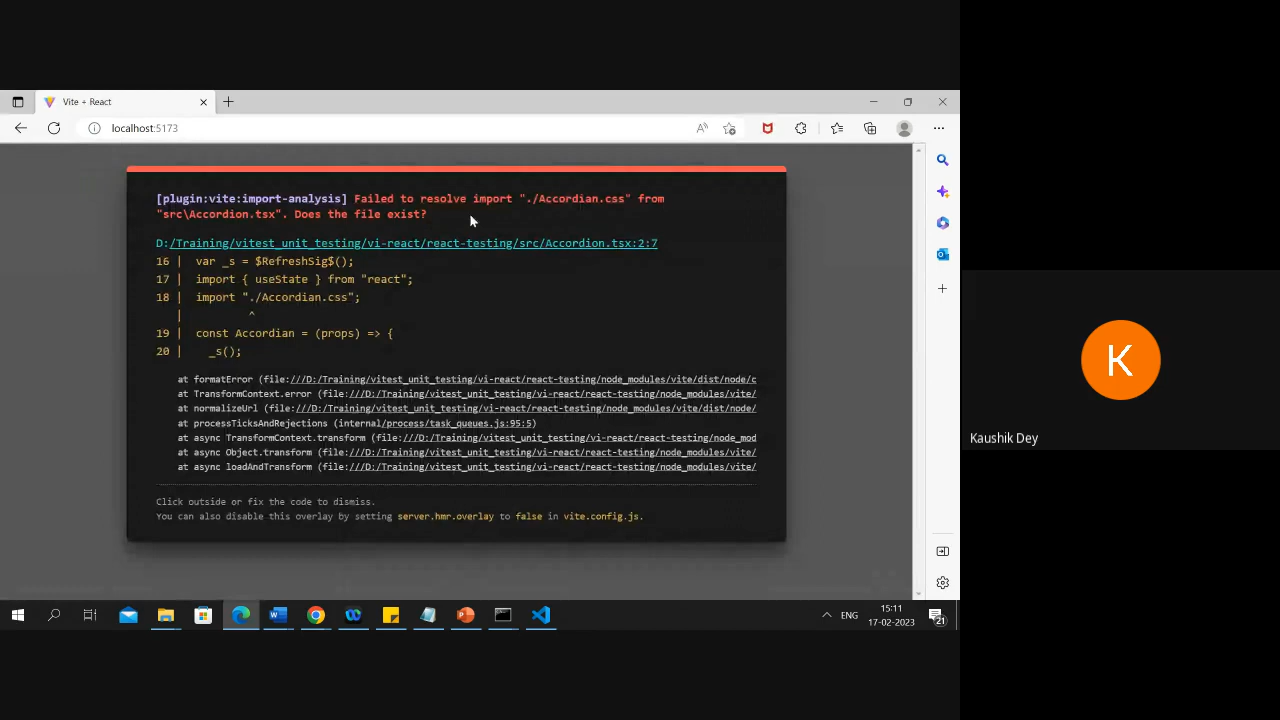 Vite + React
localhost:5173
[plugin:vite:import-analysis] Failed to resolve import "./Accordian.css" from
"src\Accordion.tsx". Does the file exist?
D:/Training/vitest_unit_testing/vi-react/react-testing/src/Accordion.tsx:2:7
16 | var _s = $RefreshSig$();
17 | import { useState } from "react";
18 | import "./Accordian.css";
| ^
19 | const Accordian = (props) => {
20 | _s();
at formatError (file:///D:/Training/vitest_unit_testing/vi-react/react-testing/node_modules/vite/dist/node/c
at TransformContext.error (file:///D:/Training/vitest_unit_testing/vi-react/react-testing/node_modules/vite/
at normalizeUrl (file:///D:/Training/vitest_unit_testing/vi-react/react-testing/node_modules/vite/dist/node/
at processTicksAndRejections (internal/process/task_queues.js:95:5)
at async TransformContext.transform (file:///D:/Training/vitest_unit_testing/vi-react/react-testing/node_mod
at async Object.transform (file:///D:/Training/vitest_unit_testing/vi-react/react-testing/node_modules/vite/
at async loadAndTransform (file:///D:/Training/vitest_unit_testing/vi-react/react-testing/node_modules/vite/
Click outside or fix the code to dismiss.
You can also disable this overlay by setting server.hmr.overlay to false in vite.config.js.
K
Kaushik Dey
ENG
15:11
17-02-2023
21